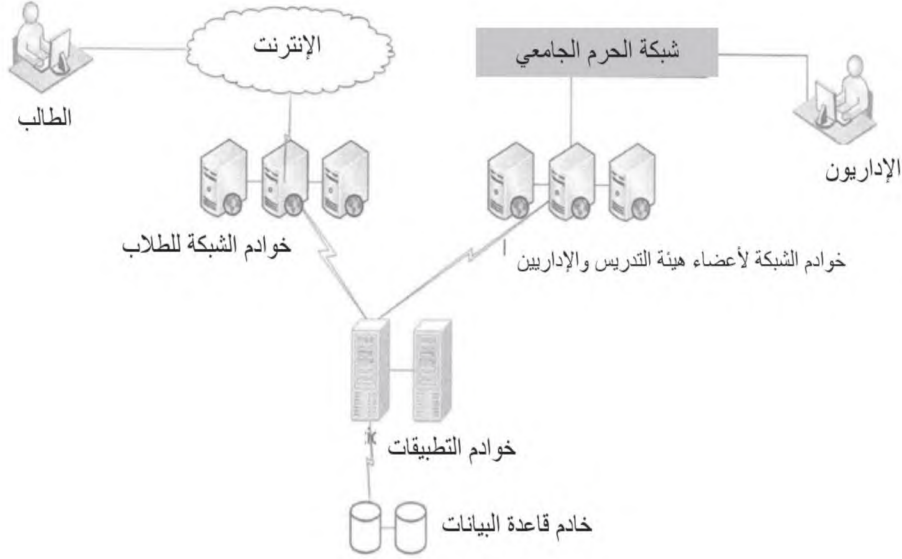 الإنترنت
شبكة الحرم الجامعي
الطالب
الإداريون
خوادم الشبكة للطلاب
خوادم الشبكة لأعضاء هيئة التدريس والإداريين
خوادم التطبيقات
خادم قاعدة البيانات